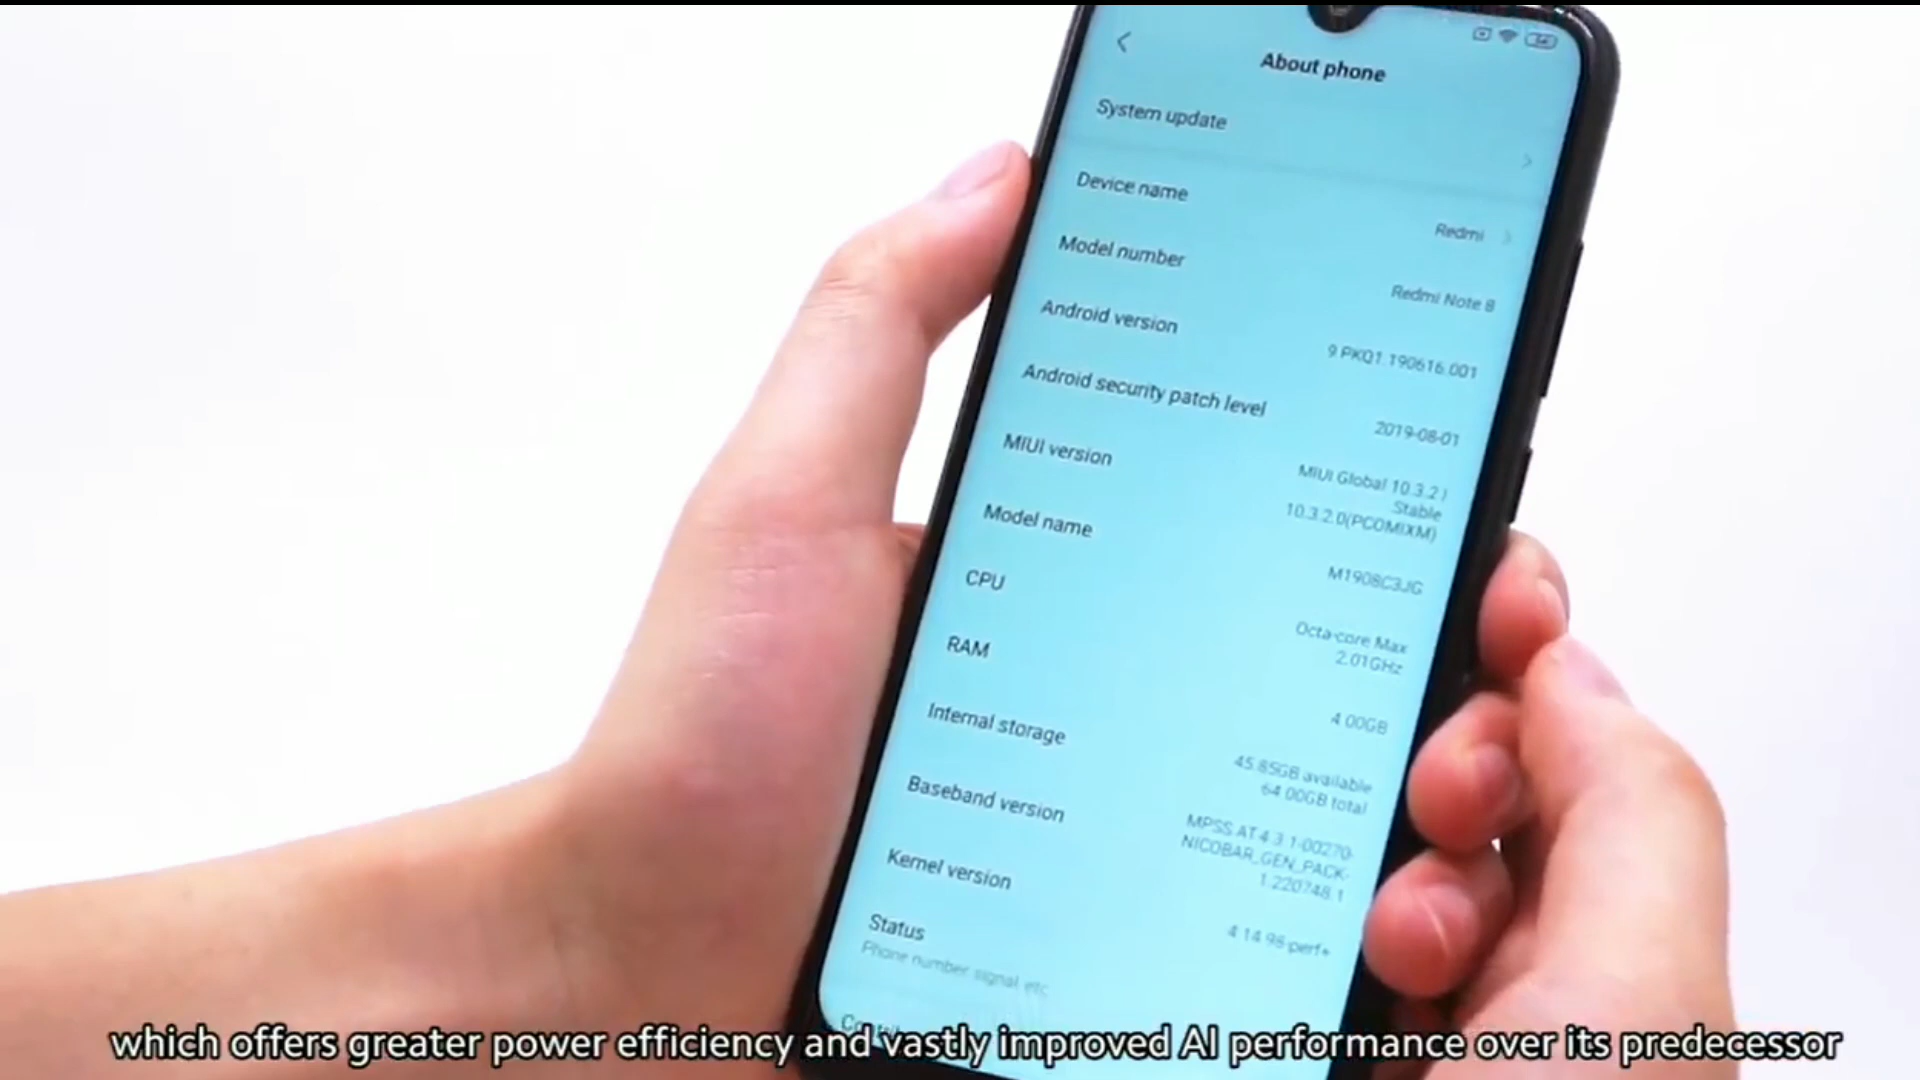 About phone
System update
Device name
Redmi
Model number
Redmi Note 8
Android version
9 PKQ1.190616.001
Android security patch level
2019-08-01
MIUI version
MIUI Global 10.3.2 |
Stable
10.3.2.0(PCOMIXM)
Model name
M1908C3JG
CPU
Octa-core Max
2.01GHz
RAM
4.00GB
Internal storage
45.85GB available
64.00GB total
Baseband version
MPSS.AT.4.3.1-00270-
NICOBAR_GEN_PACK-
1.220748.1
Kernel version
4.14.98-perf+
Status
Phone number signal etc
which offers greater power efficiency and vastly improved AI performance over its predecessor